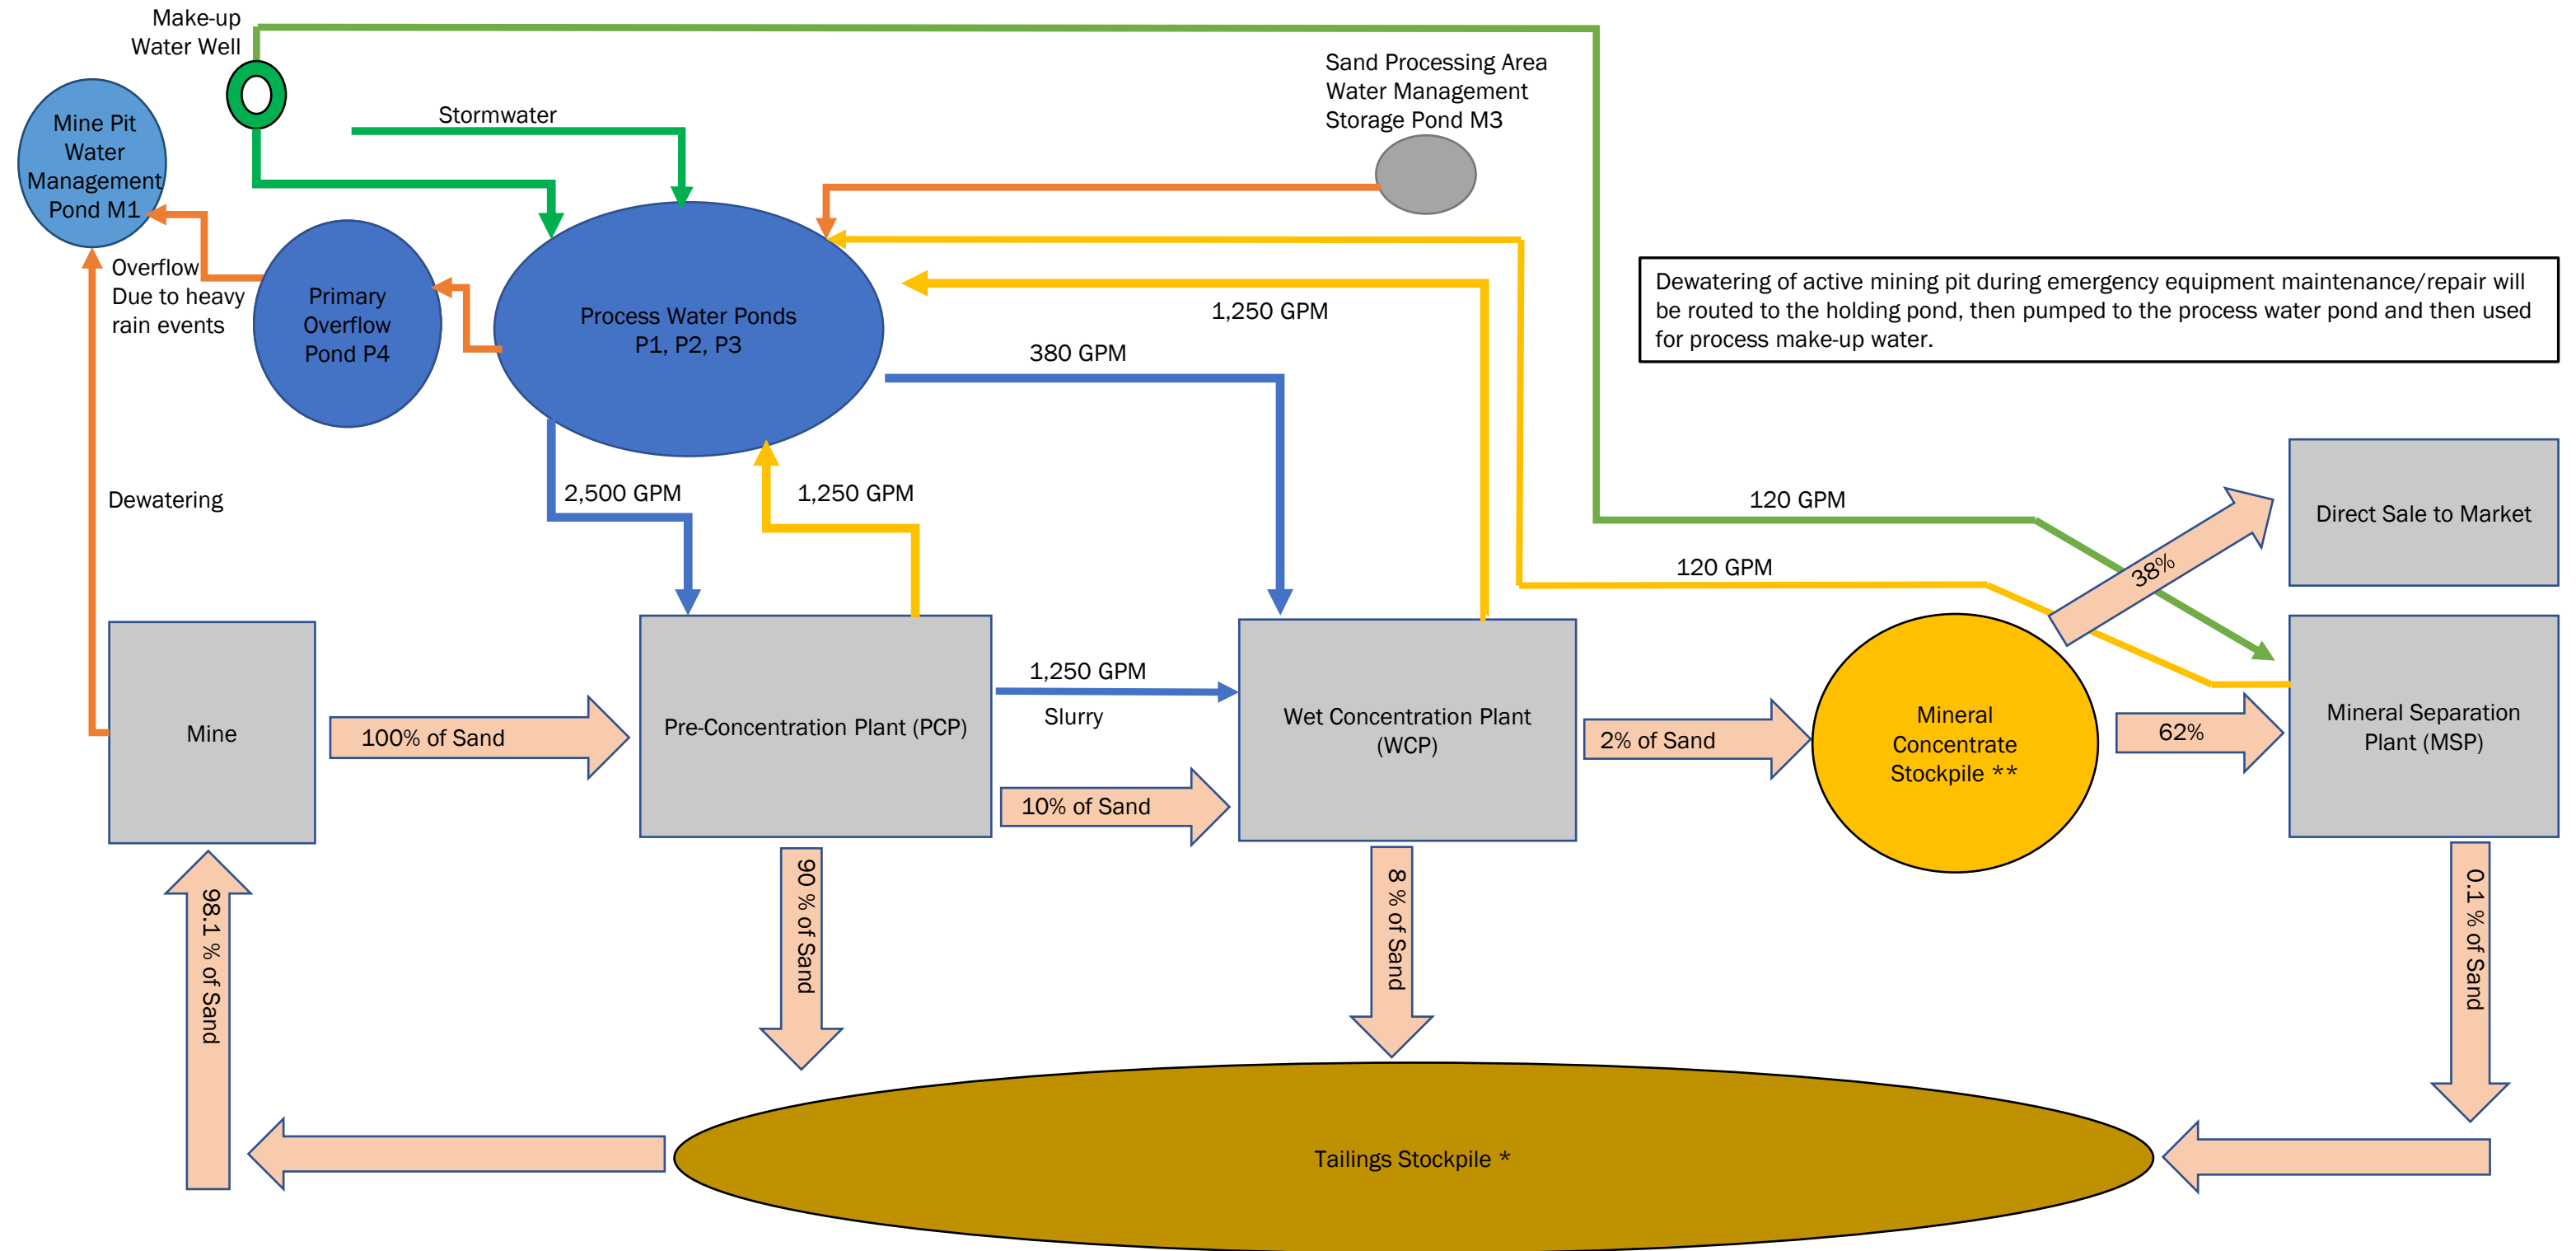 Make-up
Water Well
Stormwater
Sand Processing Area
Water Management
Storage Pond M3
Mine Pit
Water
Management
Pond M1
Overflow
Due to heavy
rain events
Primary
Overflow
Pond P4
Process Water Ponds
P1, P2, P3
1,250 GPM
380 GPM
Dewatering of active mining pit during emergency equipment maintenance/repair will
be routed to the holding pond, then pumped to the process water pond and then used
for process make-up water.
Dewatering
2,500 GPM
1,250 GPM
120 GPM
120 GPM
38%
Direct Sale to Market
Mine
100% of Sand
Pre-Concentration Plant (PCP)
1,250 GPM
Slurry
10% of Sand
Wet Concentration Plant
(WCP)
2% of Sand
Mineral
Concentrate
Stockpile **
62%
Mineral Separation
Plant (MSP)
98.1 % of Sand
90 % of Sand
8 % of Sand
0.1 % of Sand
Tailings Stockpile *